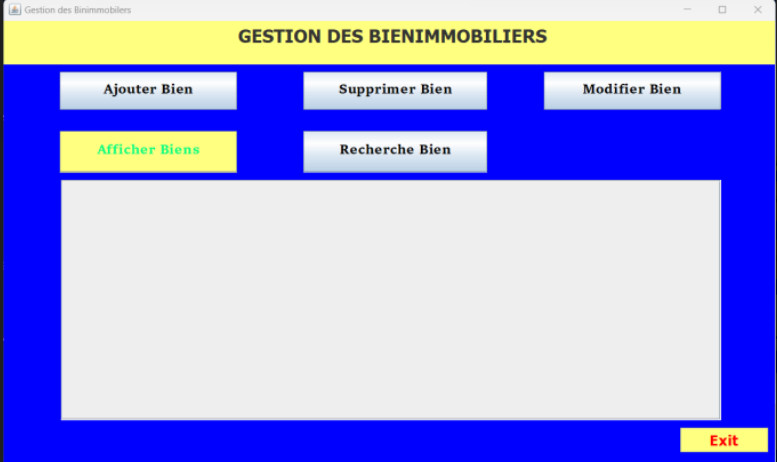 Gestion des Binimmobilers
GESTION DES BIENIMMOBILIERS
Ajouter Bien
Supprimer Bien
Modifier Bien
Afficher Biens
Recherche Bien
Exit